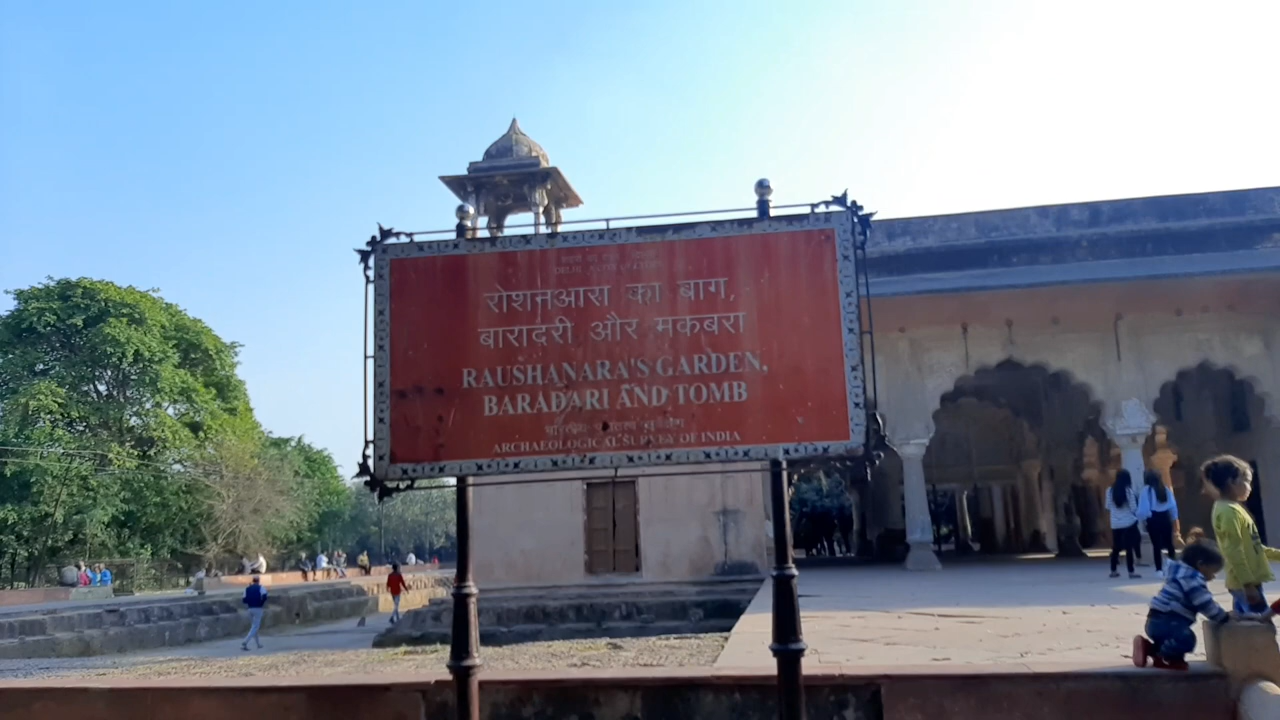 रोशनआरा का बाग,
बारादरी और मकबरा
RAUSHANARA'S GARDEN,
BARADARI AND TOMB
ARCHAEOLOGICAL SURVEY OF INDIA